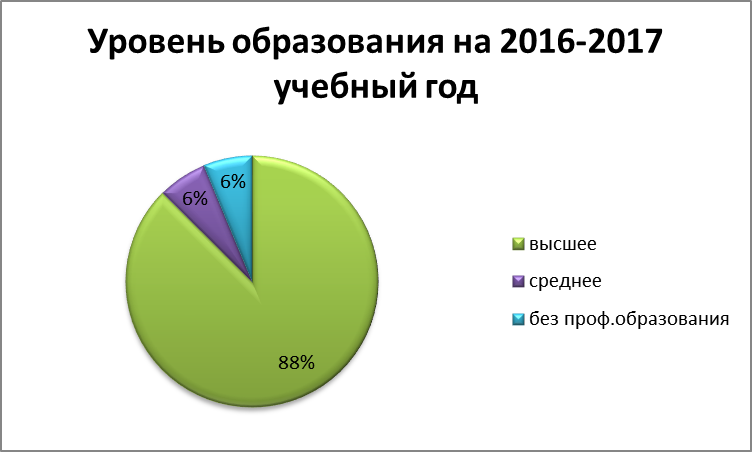 Уровень образования на 2016-2017
учебный год
6%
6%
88%
высшее
среднее
без проф.образования